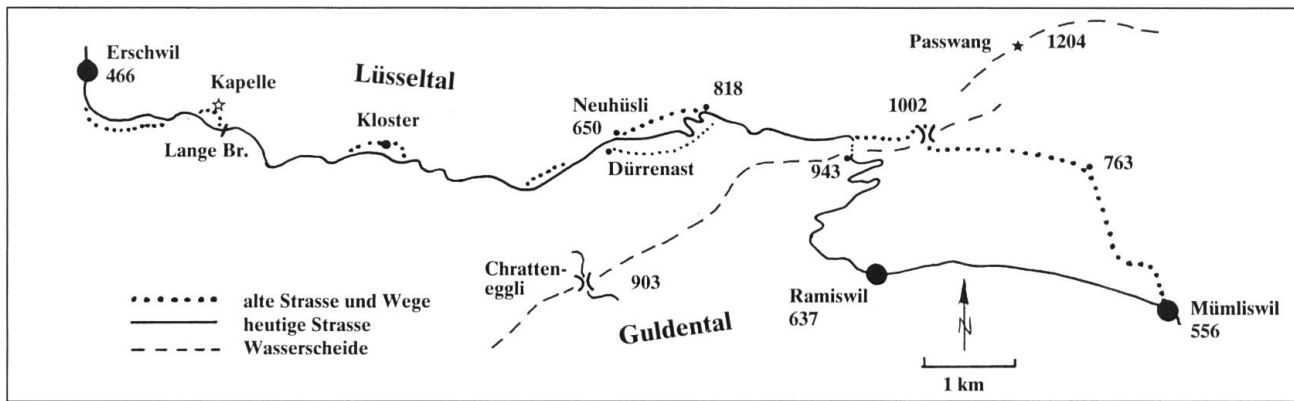 Erschwil
466
Kapelle
Lange Br.
Lüsseltal
Kloster
Neuhüsli
650
818
Dürrenast
Passwang
1204
1002
943
763
Chratten-
eggli
903
Guldental
Ramiswil
637
N
Mümliswil
556
1 km
alte Strasse und Wege
heutige Strasse
Wasserscheide